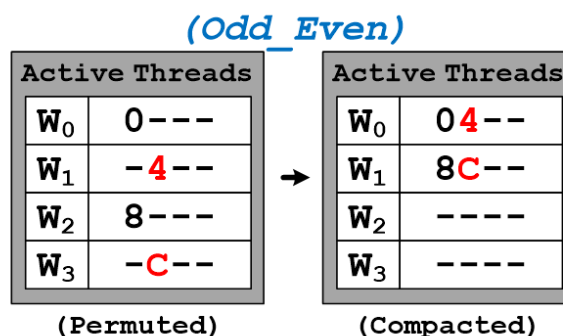 (Odd_Even)
Active Threads
W0 0---
W1 -4--
W2 8---
W3 -C--
(Permuted)
Active Threads
W0 04--
W1 8C--
W2 ----
W3 ----
(Compacted)